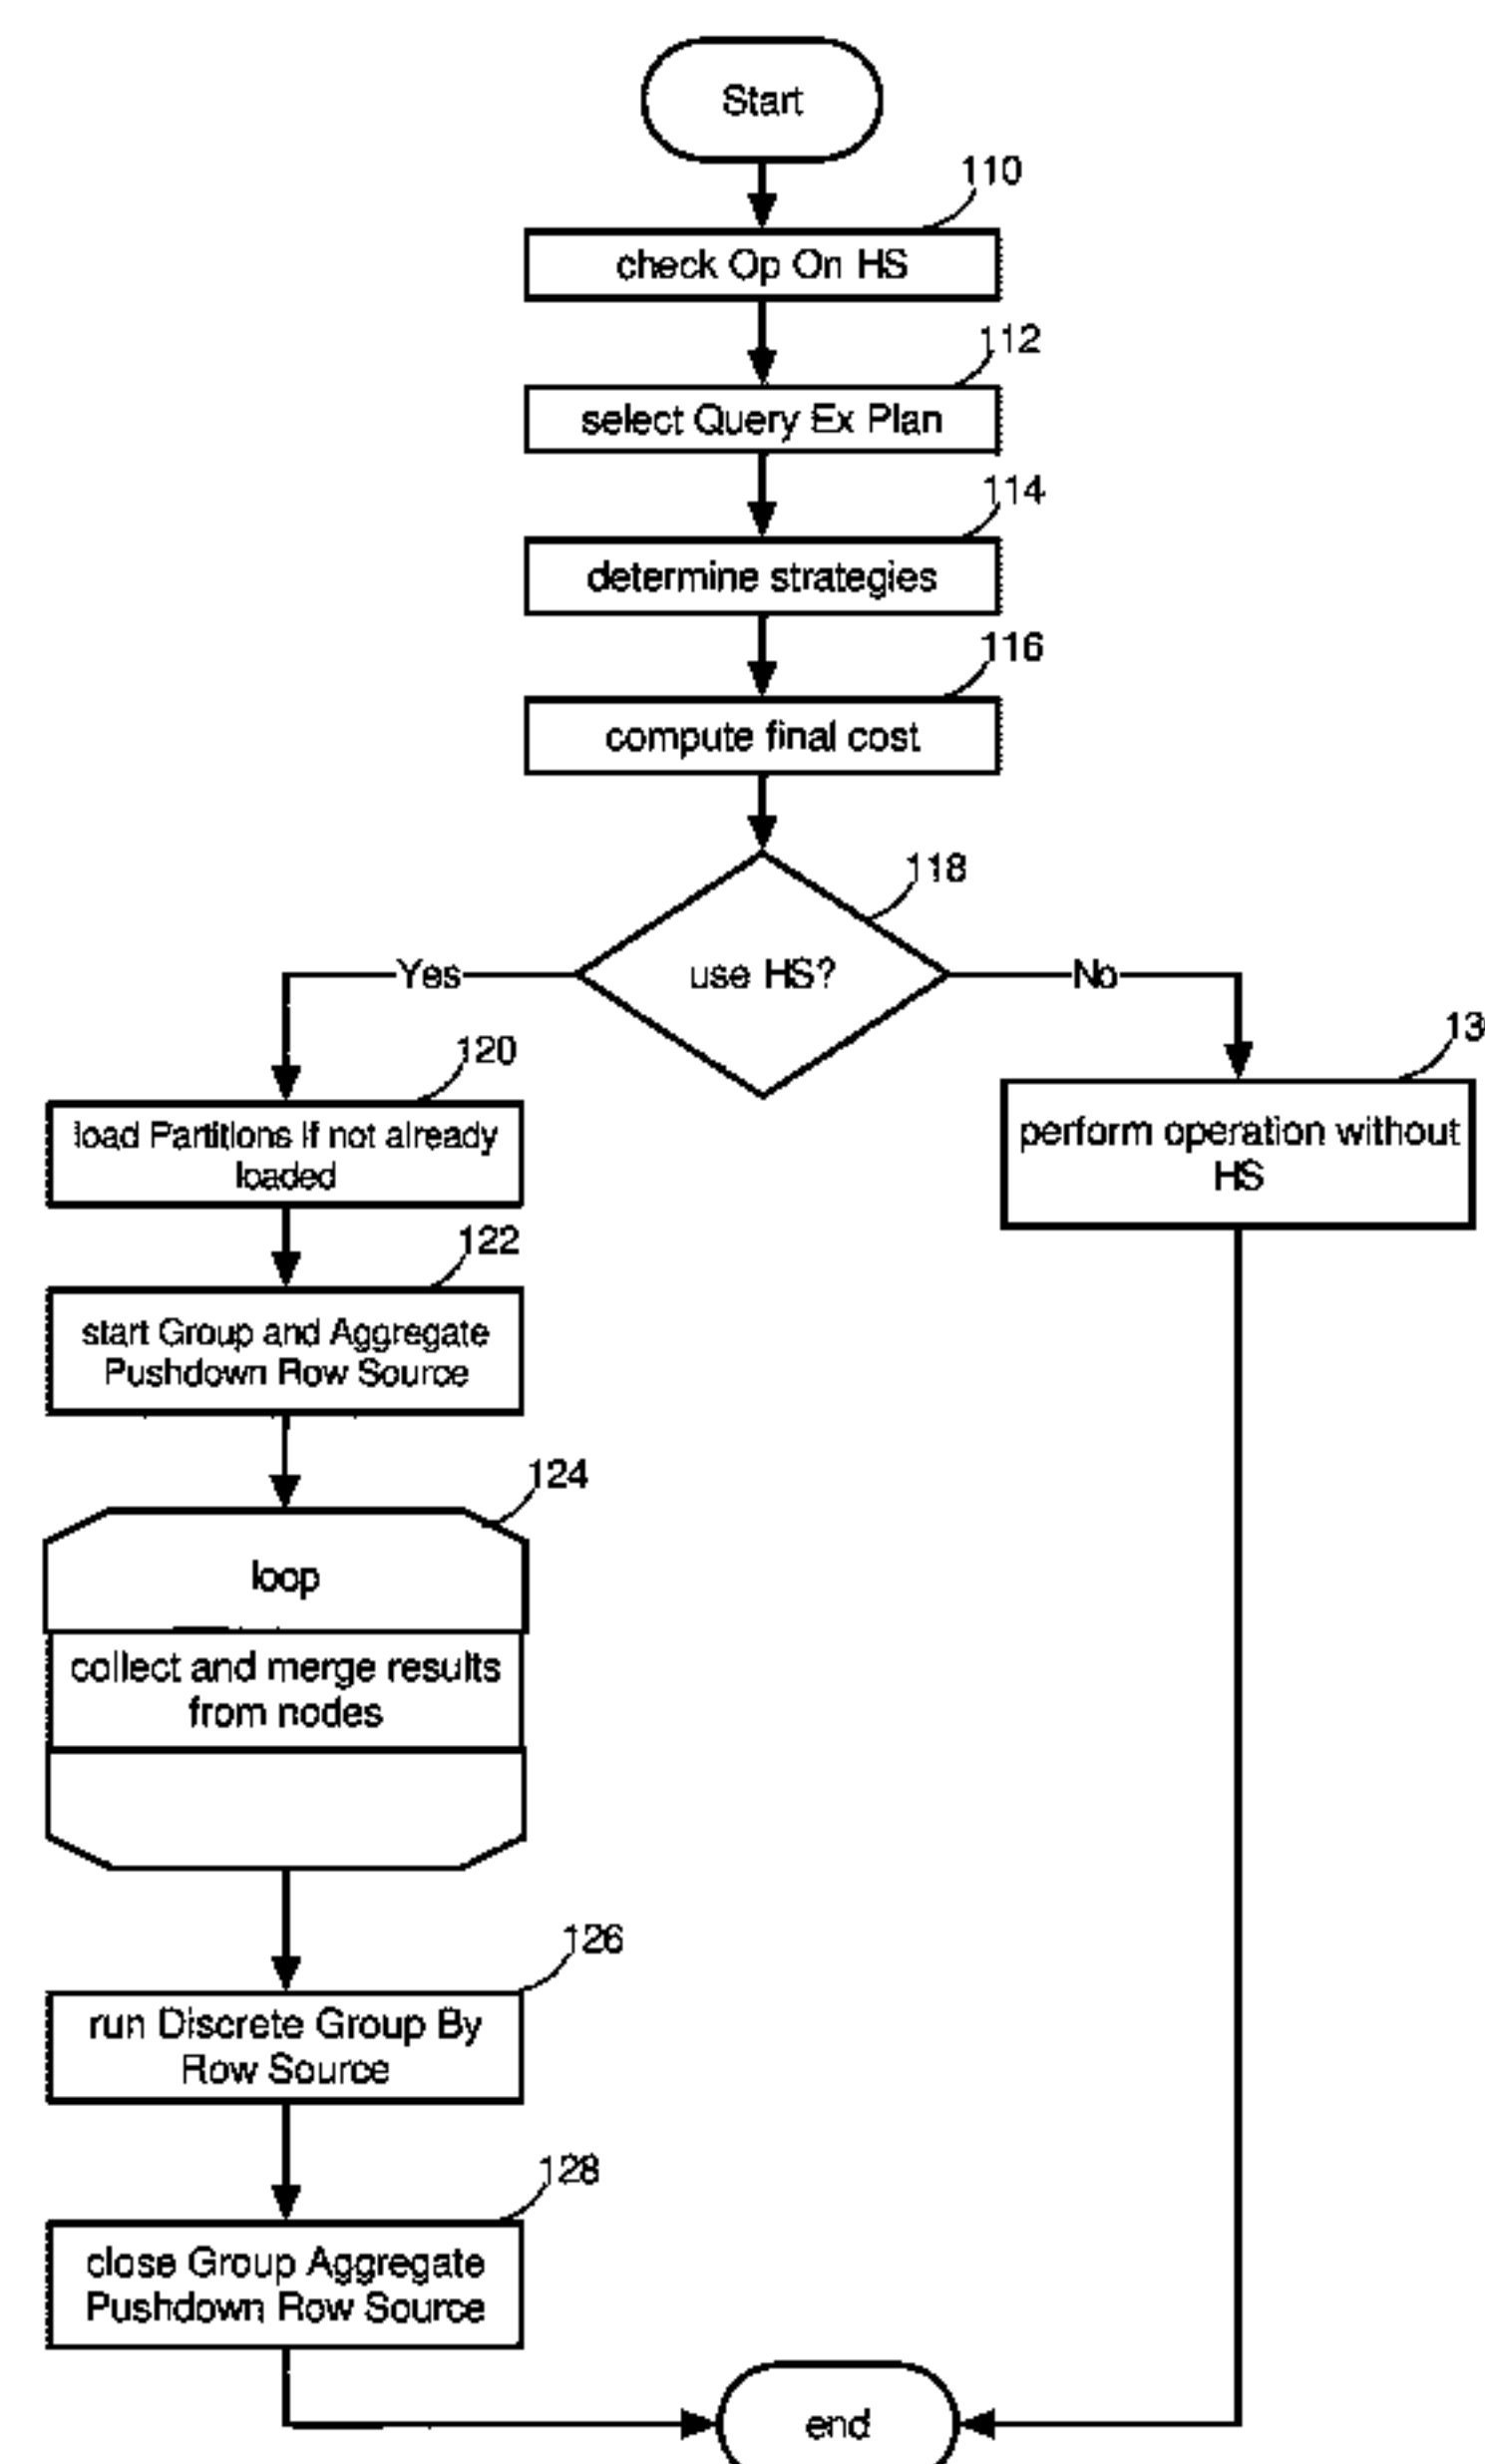 Start
110
check Op On HS
112
select Query Ex Plan
114
determine strategies
116
compute final cost
118
use HS?
Yes
No
120
load Partitions if not already
loaded
13
perform operation without
HS
122
start Group and Aggregate
Pushdown Row Source
124
loop
collect and merge results
from nodes
126
run Discrete Group By
Row Source
128
close Group Aggregate
Pushdown Row Source
end